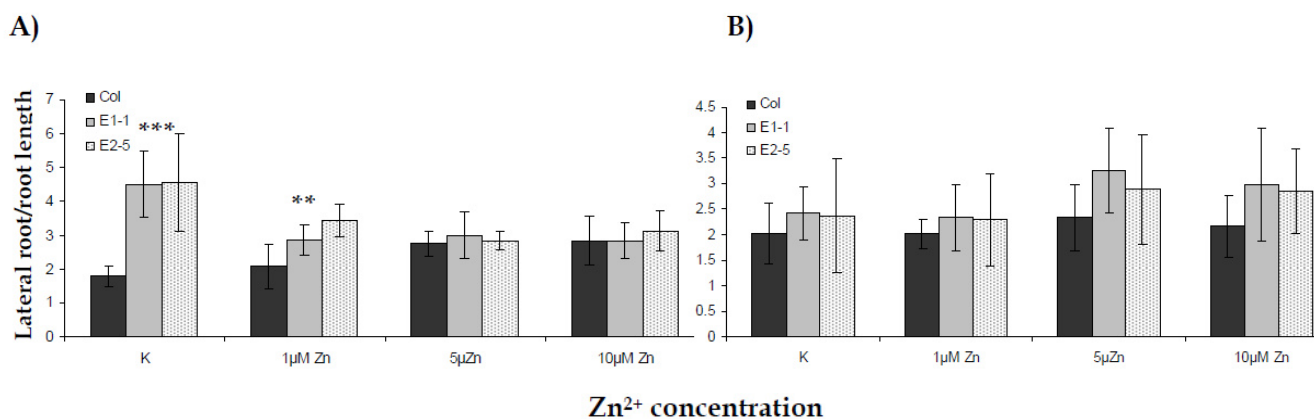 A)
B)
Lateral root/root length
7
6
5
4
3
2
1
0
Col
E1-1
E2-5
***
**
K
1µM Zn
5µZn
10µM Zn
4.5
4
3.5
3
2.5
2
1.5
1
0.5
0
Col
E1-1
E2-5
K
1µM Zn
5µZn
10µM Zn
Zn²⁺ concentration